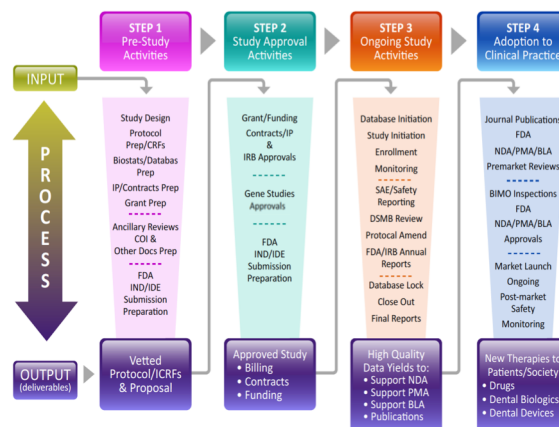 STEP 1
Pre-Study
Activities
STEP 2
Study Approval
Activities
STEP 3
Ongoing Study
Activities
STEP 4
Adoption to
Clinical Practice
INPUT
PROCESS
Study Design
Protocol
Prep/CRFs
Biostats/Databas
Prep
IP/Contracts Prep
Grant Prep
Ancillary Reviews
COI &
Other Docs Prep
FDA
IND/IDE
Submission
Preparation
Grant/Funding
Contracts/IP
&
IRB Approvals
Gene Studies
Approvals
FDA
IND/IDE
Submission
Preparation
Database Initiation
Study Initiation
Enrollment
Monitoring
SAE/Safety
Reporting
DSMB Review
Protocal Amend
FDA/IRB Annual
Reports
Database Lock
Close Out
Final Reports
Journal Publications
FDA
NDA/PMA/BLA
Premarket Reviews
BIMO Inspections
FDA
NDA/PMA/BLA
Approvals
Market Launch
Ongoing
Post-market
Safety
Monitoring
OUTPUT
(deliverables)
Vetted
Protocol/ICRFs
& Proposal
Approved Study
• Billing
• Contracts
• Funding
High Quality
Data Yields to:
• Support NDA
• Support PMA
• Support BLA
• Publications
New Therapies to
Patients/Society
• Drugs
• Dental Biologics
• Dental Devices